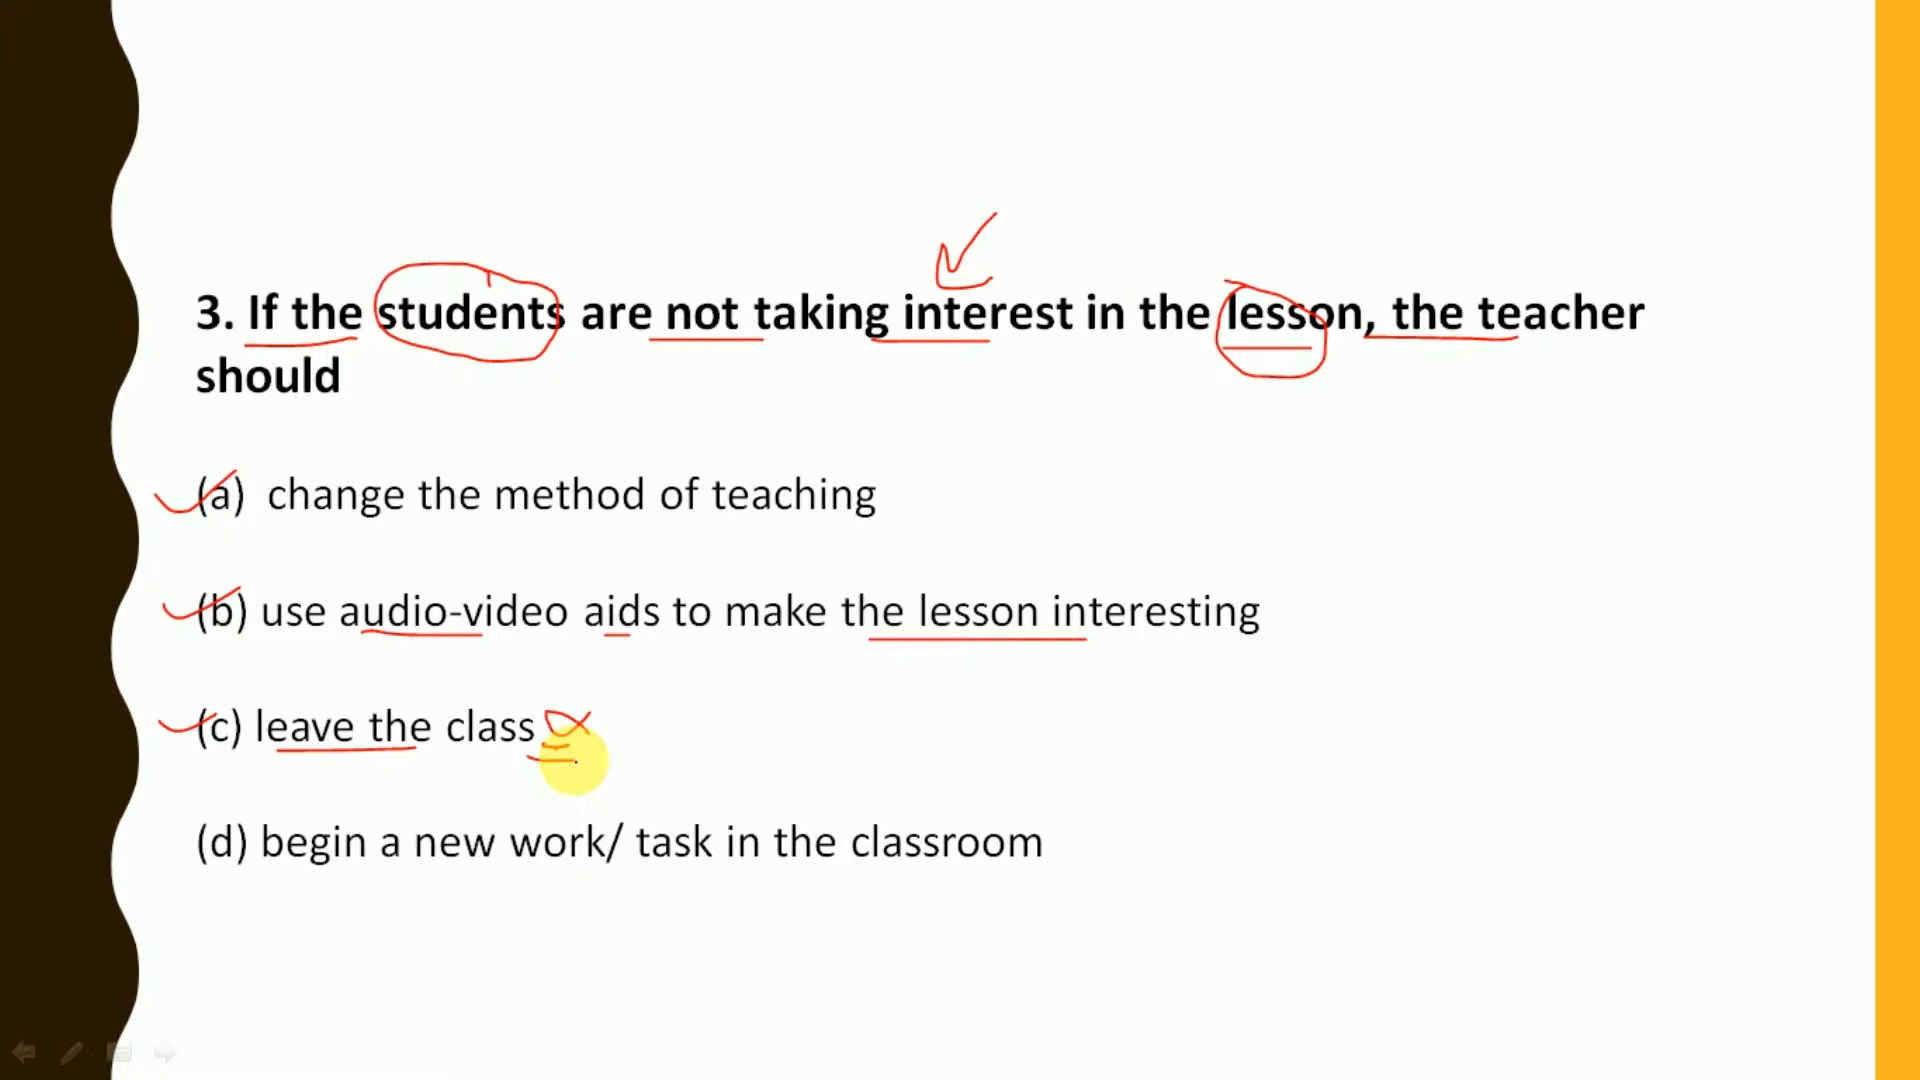 3. If the students are not taking interest in the lesson, the teacher
should
(a) change the method of teaching
(b) use audio-video aids to make the lesson interesting
(c) leave the class
(d) begin a new work/ task in the classroom